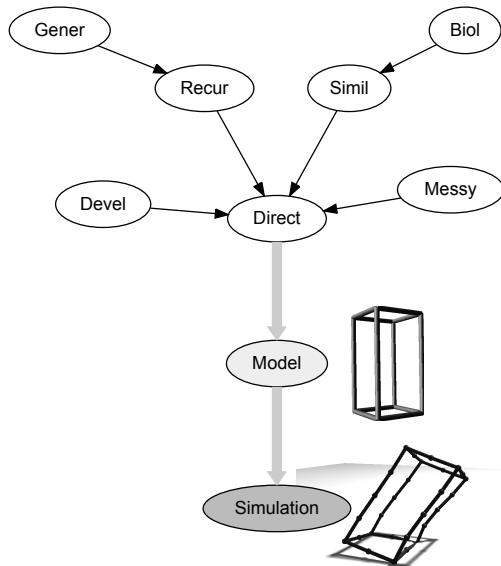 Gener
Biol
Recur
Simil
Devel
Direct
Messy
Model
Simulation